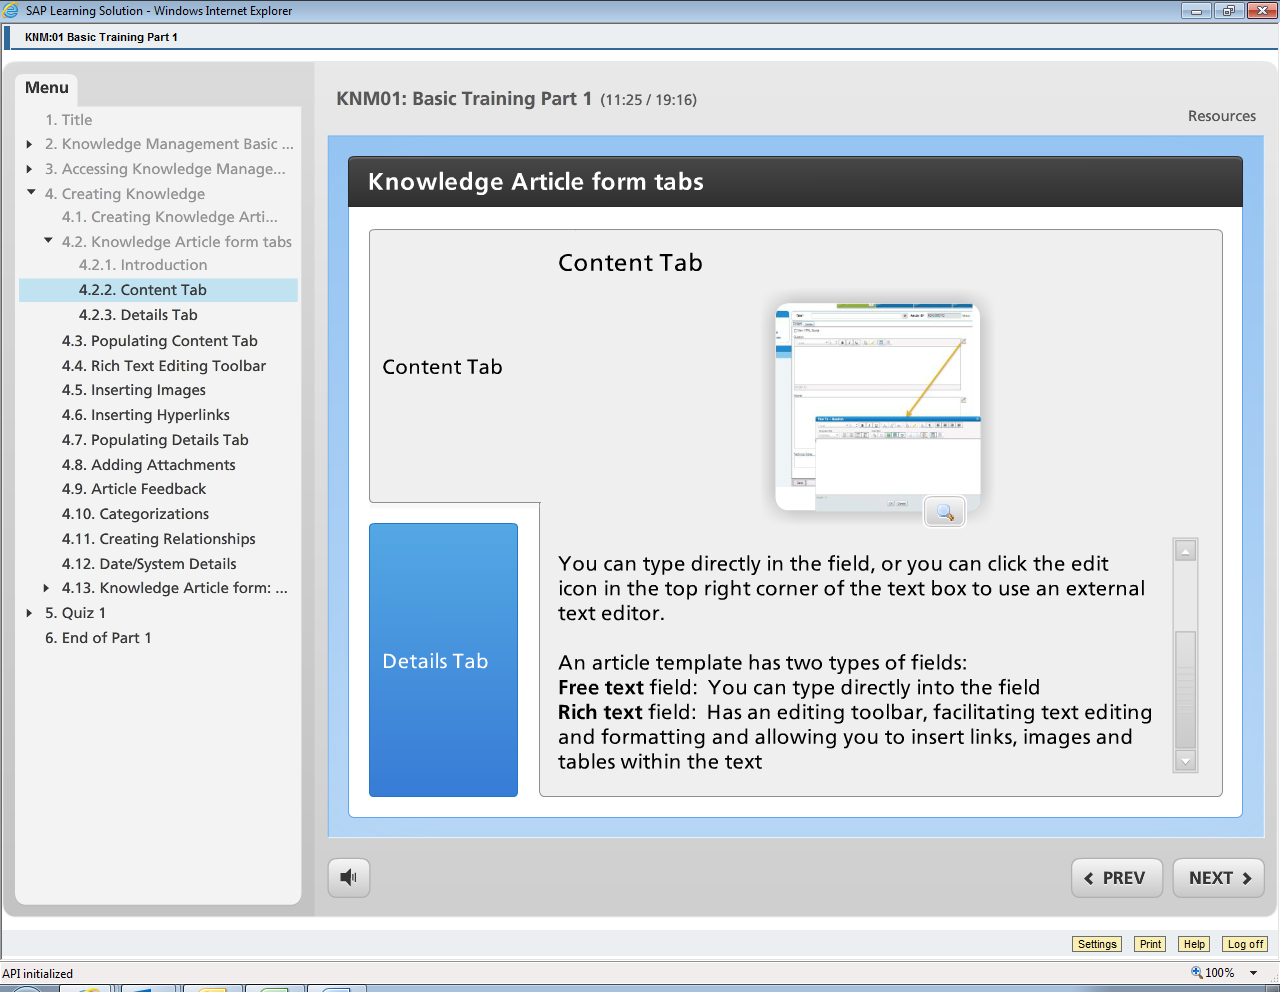 SAP Learning Solution - Windows Internet Explorer
KNM:01 Basic Training Part 1
Menu
1. Title
2. Knowledge Management Basic ...
3. Accessing Knowledge Manage...
4. Creating Knowledge
4.1. Creating Knowledge Arti...
4.2. Knowledge Article form tabs
4.2.1. Introduction
4.2.2. Content Tab
4.2.3. Details Tab
4.3. Populating Content Tab
4.4. Rich Text Editing Toolbar
4.5. Inserting Images
4.6. Inserting Hyperlinks
4.7. Populating Details Tab
4.8. Adding Attachments
4.9. Article Feedback
4.10. Categorizations
4.11. Creating Relationships
4.12. Date/System Details
4.13. Knowledge Article form: ...
5. Quiz 1
6. End of Part 1
KNM01: Basic Training Part 1 (11:25 / 19:16)
Resources
Knowledge Article form tabs
Content Tab
Details Tab
Content Tab
You can type directly in the field, or you can click the edit
icon in the top right corner of the text box to use an external
text editor.
An article template has two types of fields:
Free text field: You can type directly into the field
Rich text field: Has an editing toolbar, facilitating text editing
and formatting and allowing you to insert links, images and
tables within the text
PREV
NEXT
Settings Print Help Log off
API initialized
100%